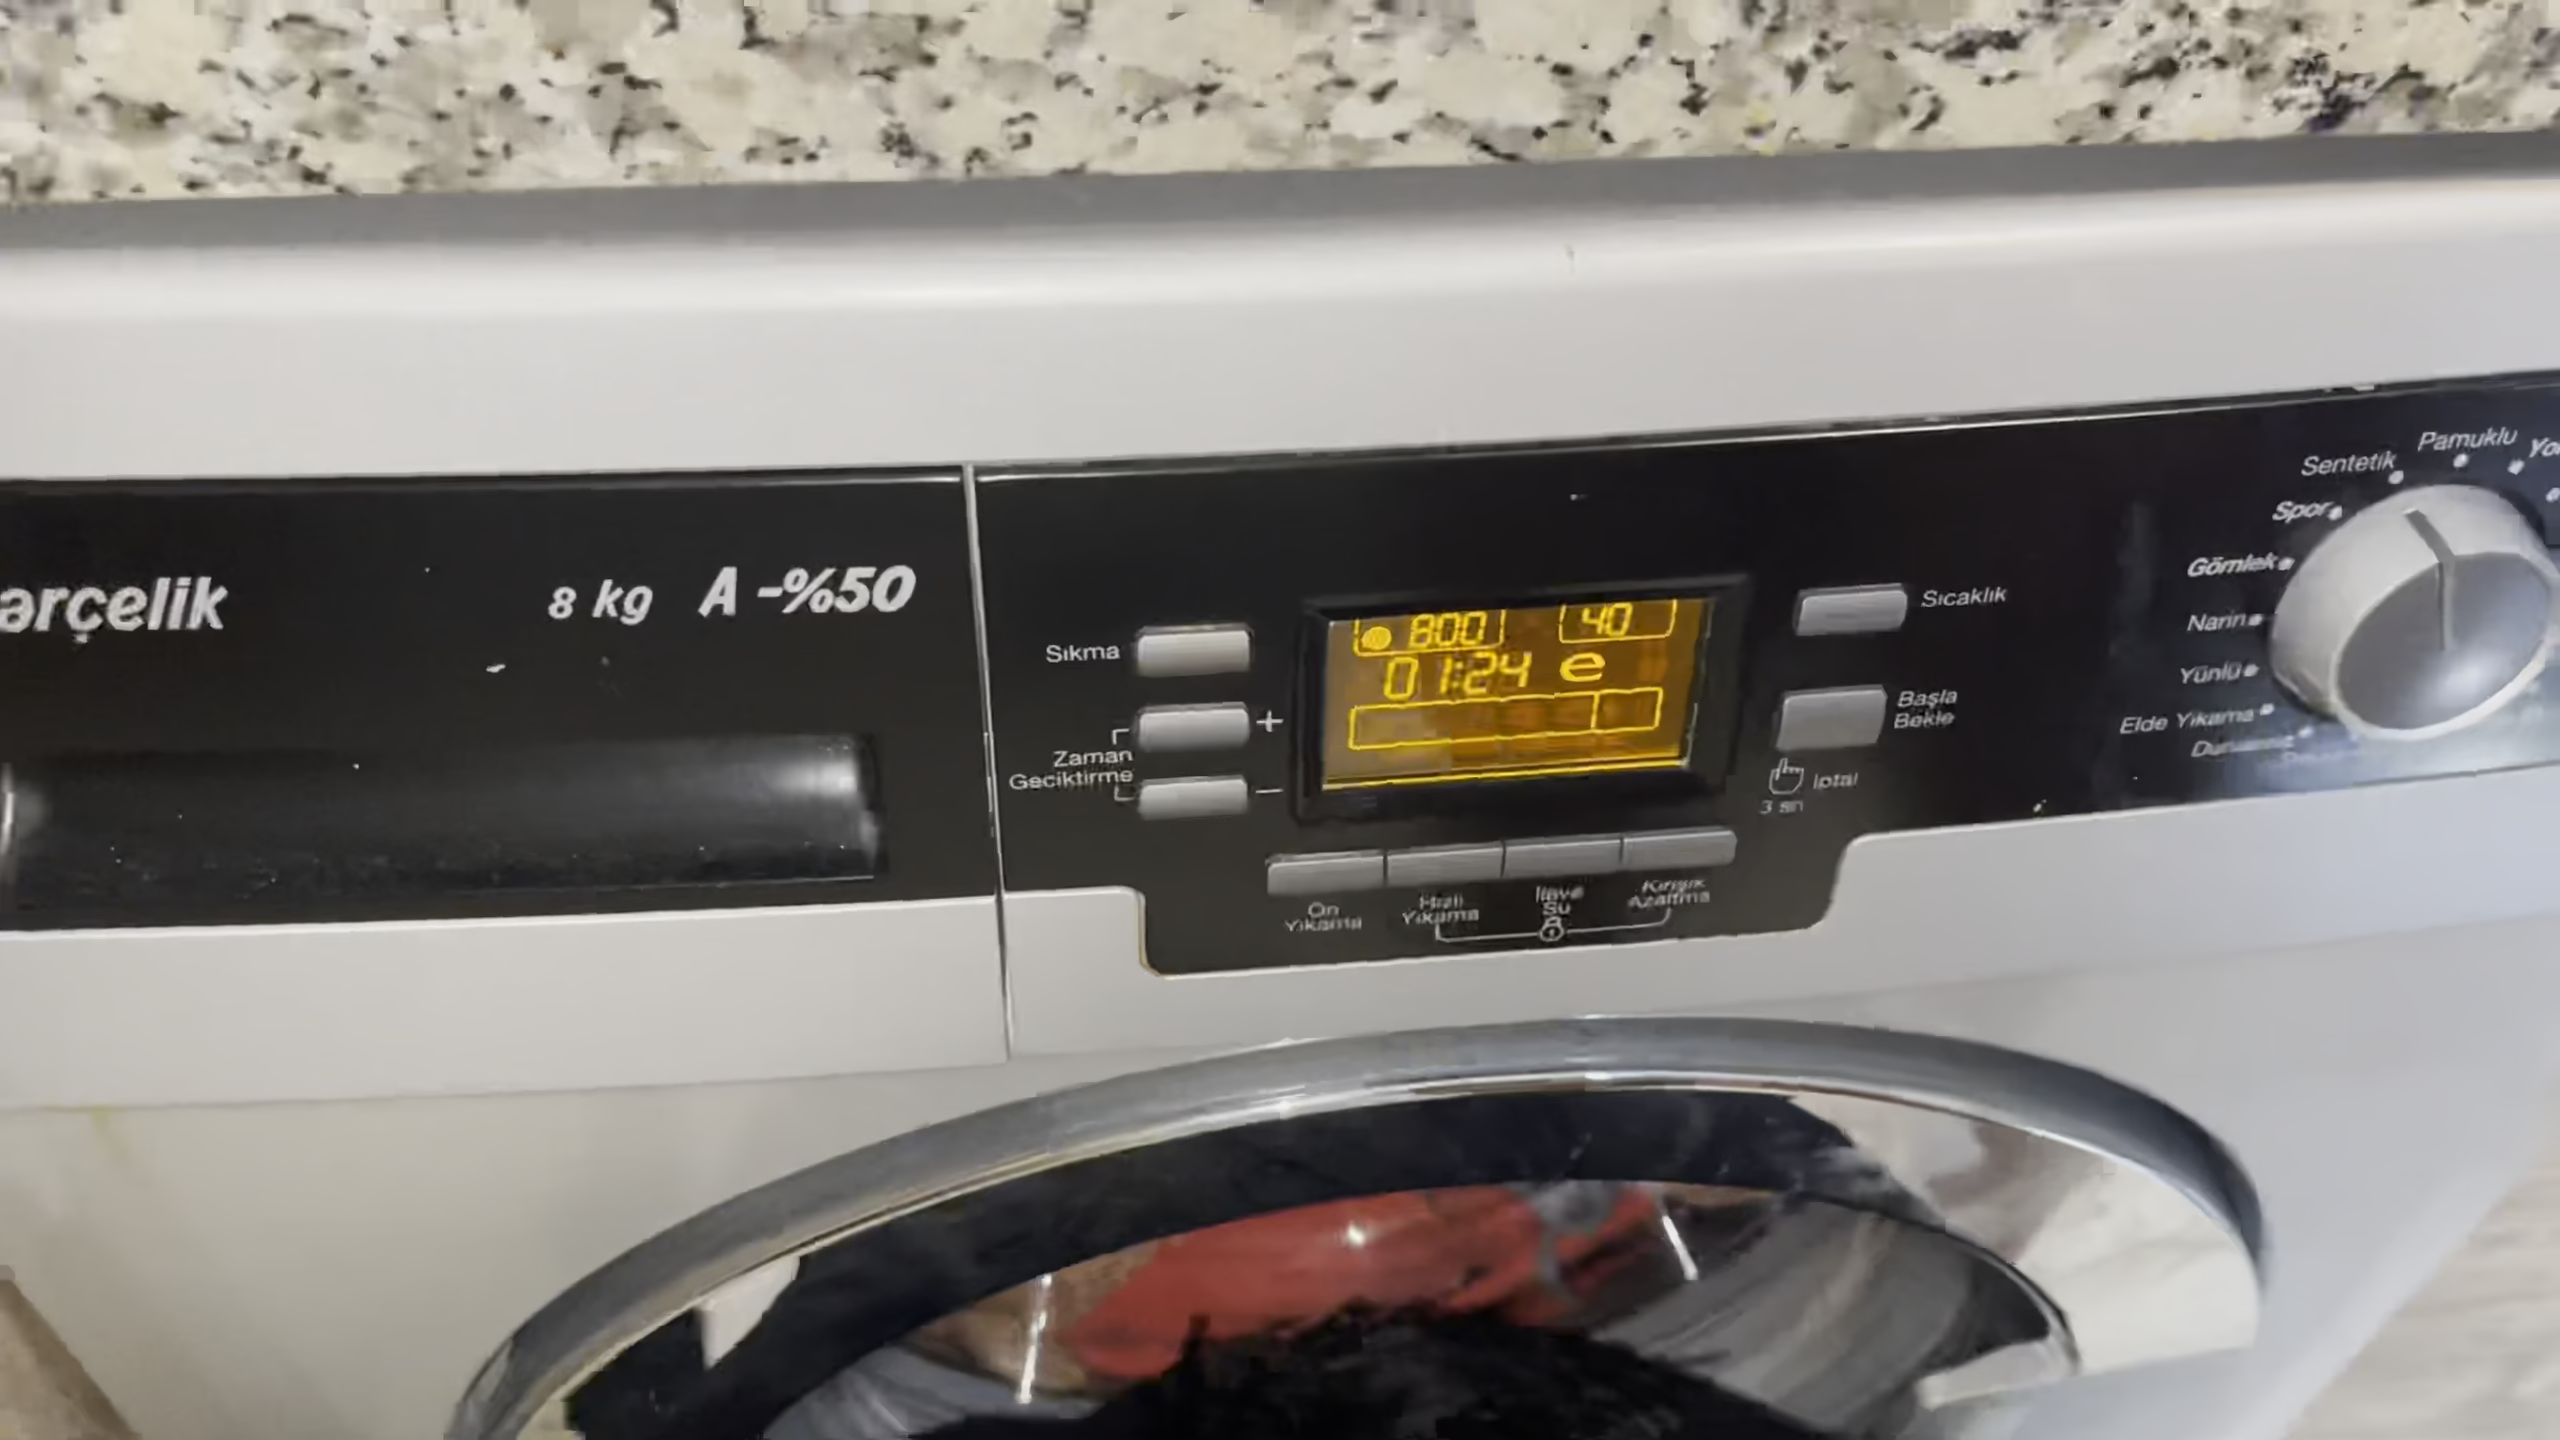 arçelik
8 kg A -%50
Sıkma
+
Zaman
Geciktirme
-
800
40
01:24 e
Sıcaklık
Başla
Bekle
İptal
3 sn
Ön
Yıkama
Hızlı
Yıkama
İlave
Su
Kırışık
Azaltma
Pamuklu
Sentetik
Spor
Gömlek
Narin
Yünlü
Elde Yıkama